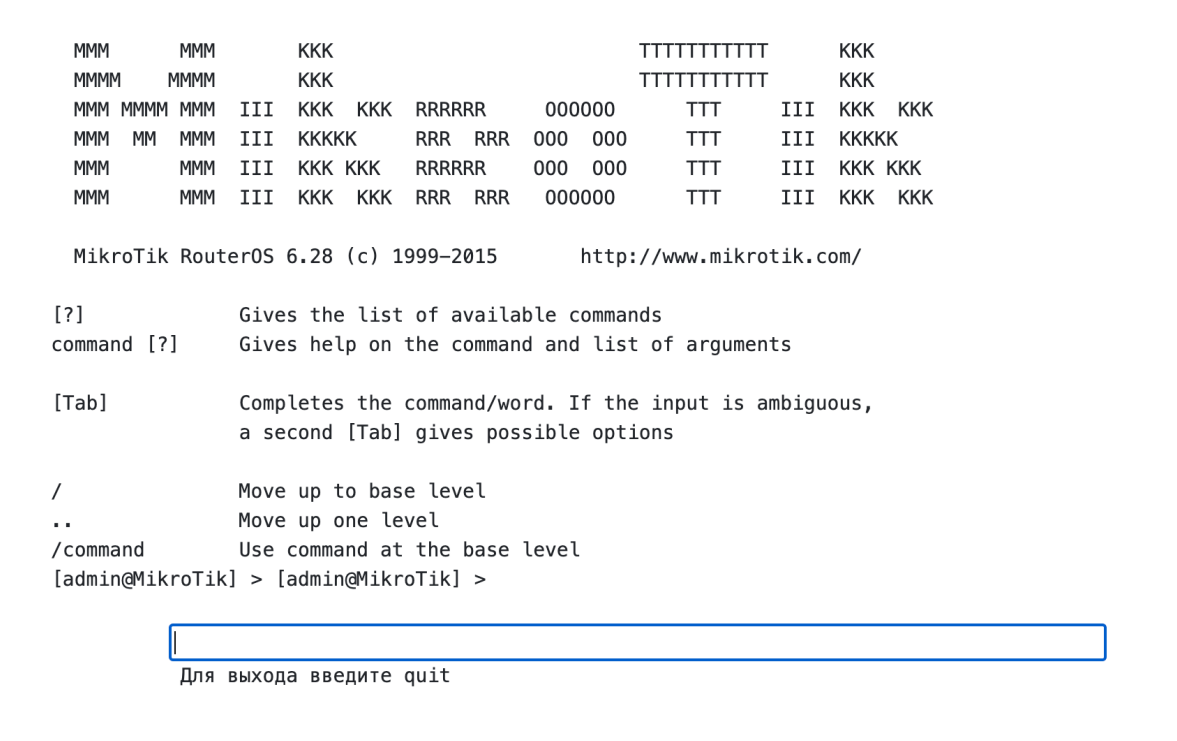 MMM      MMM       KKK                          TTTTTTTTTTT      KKK
  MMMM    MMMM       KKK                          TTTTTTTTTTT      KKK
  MMM MMMM MMM  III  KKK  KKK  RRRRRR     OOOOOO      TTT     III  KKK  KKK
  MMM  MM  MMM  III  KKKKK     RRR  RRR  OOO  OOO     TTT     III  KKKKK
  MMM      MMM  III  KKK KKK   RRRRRR    OOO  OOO     TTT     III  KKK KKK
  MMM      MMM  III  KKK  KKK  RRR  RRR   OOOOOO      TTT     III  KKK  KKK
  MikroTik RouterOS 6.28 (c) 1999-2015       http://www.mikrotik.com/
[?]             Gives the list of available commands
command [?]     Gives help on the command and list of arguments
[Tab]           Completes the command/word. If the input is ambiguous,
                a second [Tab] gives possible options
/               Move up to base level
..              Move up one level
/command        Use command at the base level
[admin@MikroTik] > [admin@MikroTik] >
Для выхода введите quit